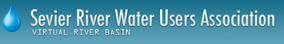 Sevier River Water Users Association
VIRTUAL RIVER BASIN